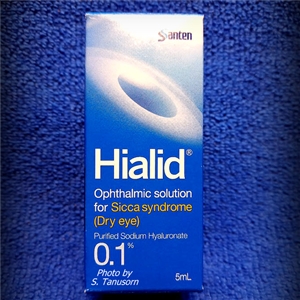 Santen
Hialid®
Ophthalmic solution
for Sicca syndrome
(Dry eye)
Purified Sodium Hyaluronate
0.1%
Photo by
S. Tanusorn
5mL